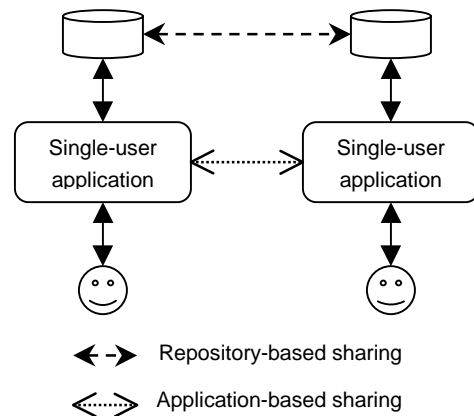 Single-user
application
Single-user
application
Repository-based sharing
Application-based sharing